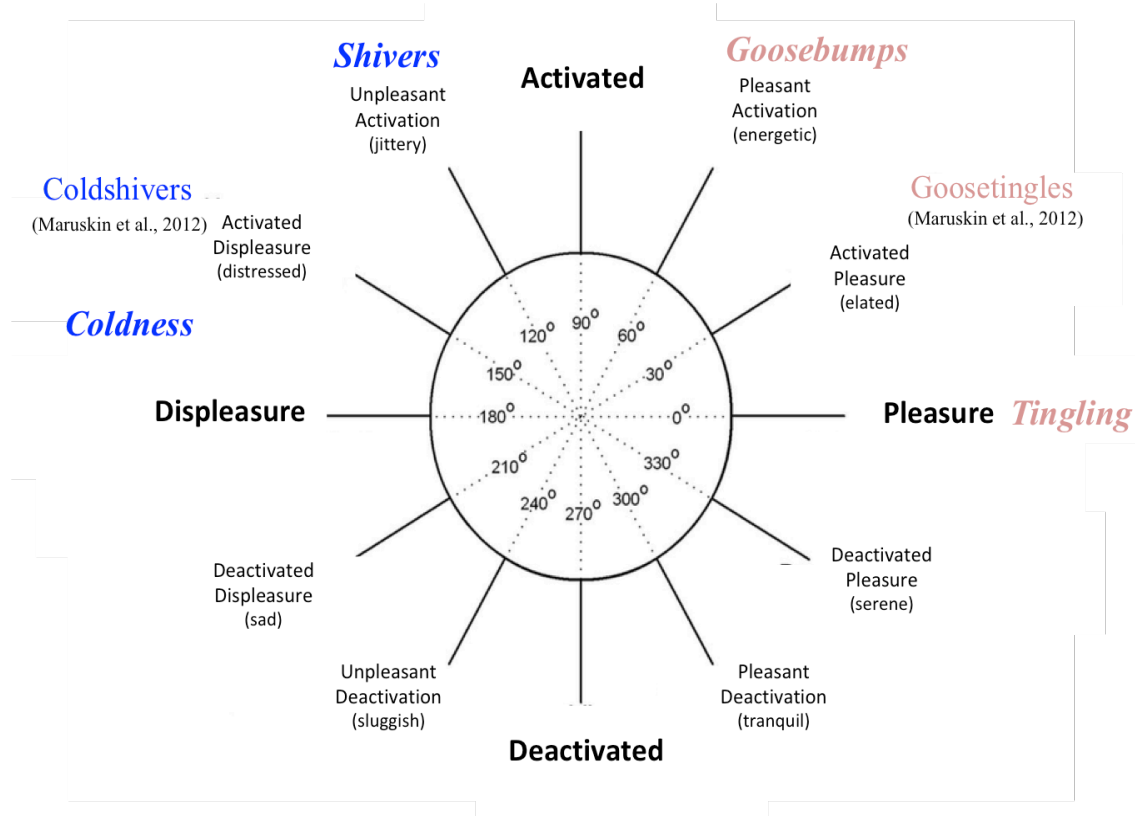 Shivers
Goosebumps
Activated
Unpleasant
Activation
(jittery)
Pleasant
Activation
(energetic)
Coldshivers
(Maruskin et al., 2012)
Goosetingles
(Maruskin et al., 2012)
Activated
Displeasure
(distressed)
Activated
Pleasure
(elated)
Coldness
120°
90°
60°
150°
30°
Displeasure
180°
0°
Pleasure
Tingling
210°
330°
240°
270°
300°
Deactivated
Displeasure
(sad)
Deactivated
Pleasure
(serene)
Unpleasant
Deactivation
(sluggish)
Pleasant
Deactivation
(tranquil)
Deactivated